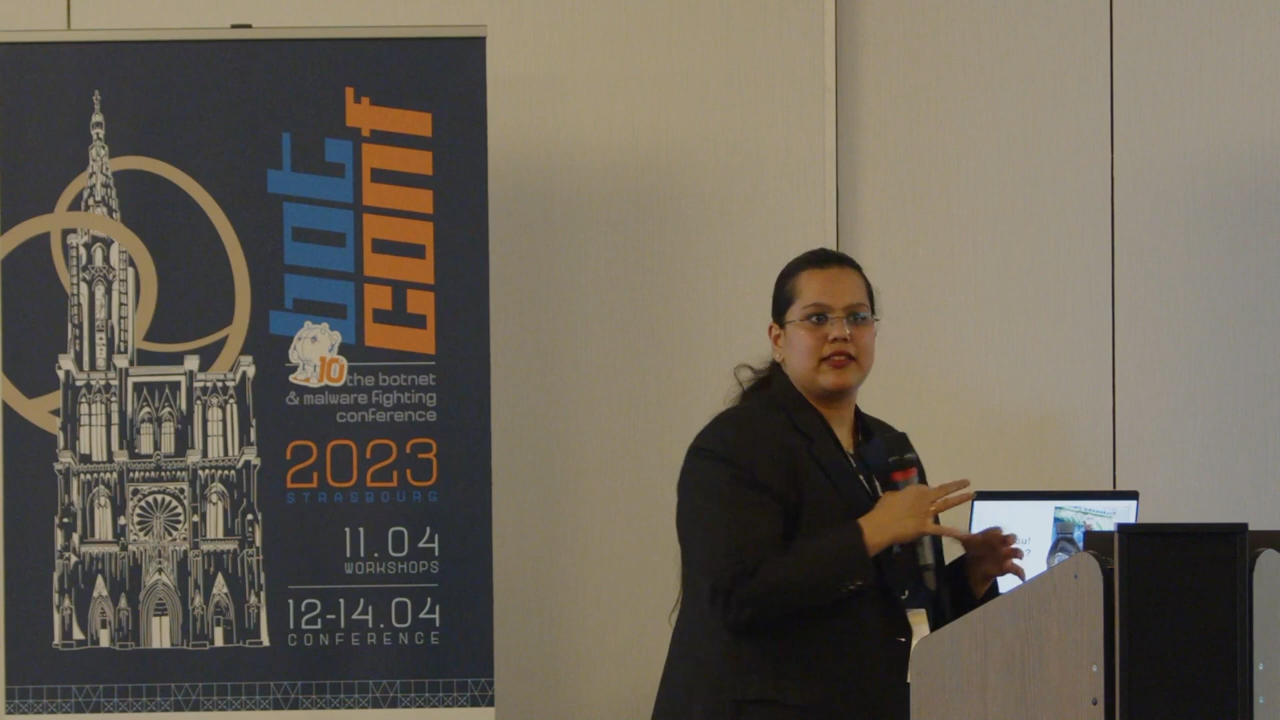 bot
conf
10
the botnet
& malware fighting
conference
2023
STRASBOURG
11.04
WORKSHOPS
12-14.04
CONFERENCE